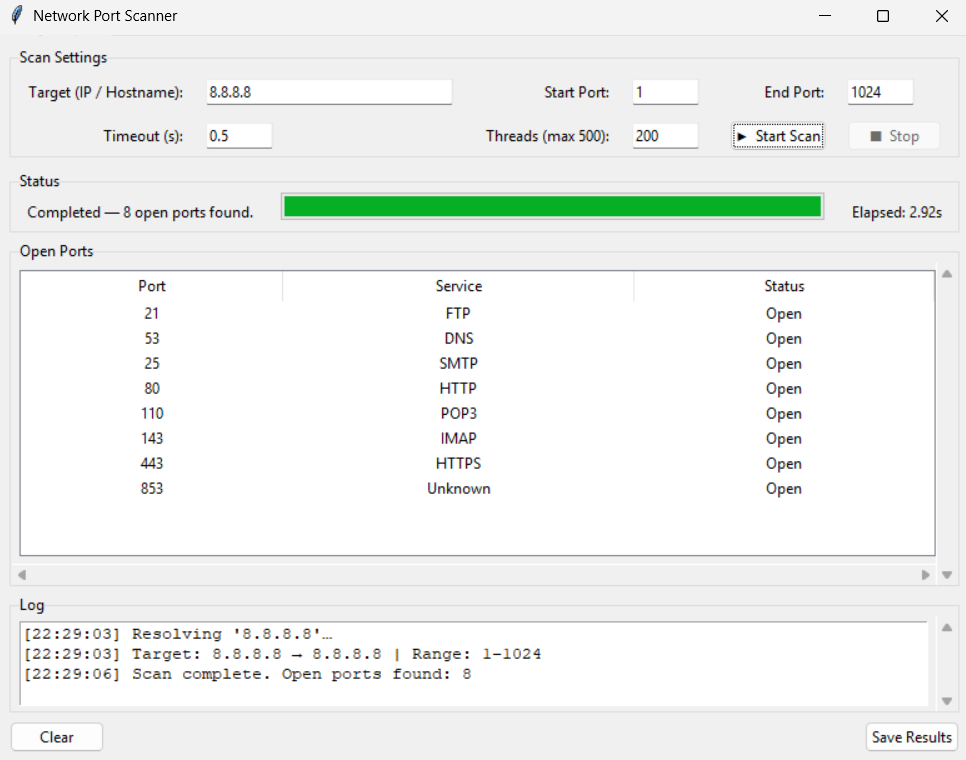 Network Port Scanner
Scan Settings
Target (IP / Hostname): 8.8.8.8 Start Port: 1 End Port: 1024
Timeout (s): 0.5 Threads (max 500): 200 ► Start Scan ■ Stop
Status
Completed — 8 open ports found. Elapsed: 2.92s
Open Ports
Port Service Status
21 FTP Open
53 DNS Open
25 SMTP Open
80 HTTP Open
110 POP3 Open
143 IMAP Open
443 HTTPS Open
853 Unknown Open
Log
[22:29:03] Resolving '8.8.8.8'…
[22:29:03] Target: 8.8.8.8 → 8.8.8.8 | Range: 1–1024
[22:29:06] Scan complete. Open ports found: 8
Clear Save Results